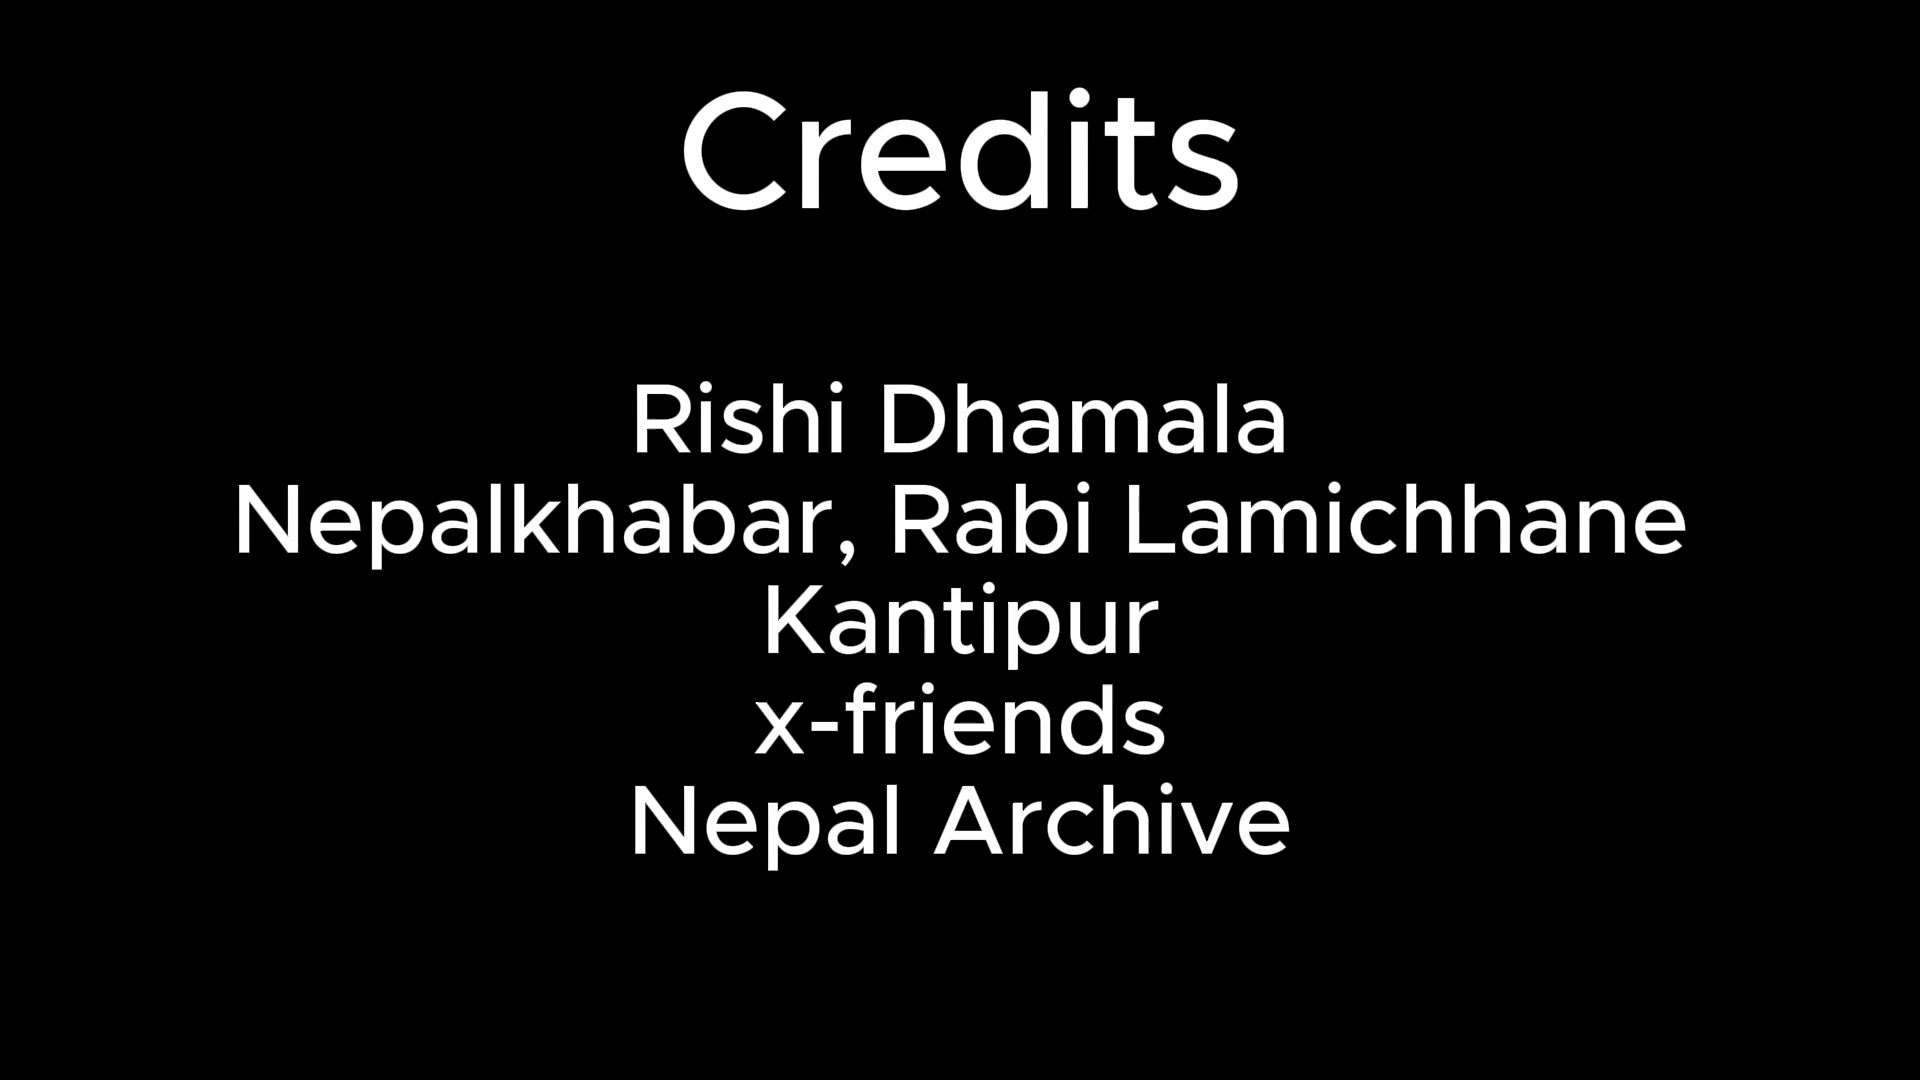 Credits
Rishi Dhamala
Nepalkhabar, Rabi Lamichhane
Kantipur
x-friends
Nepal Archive